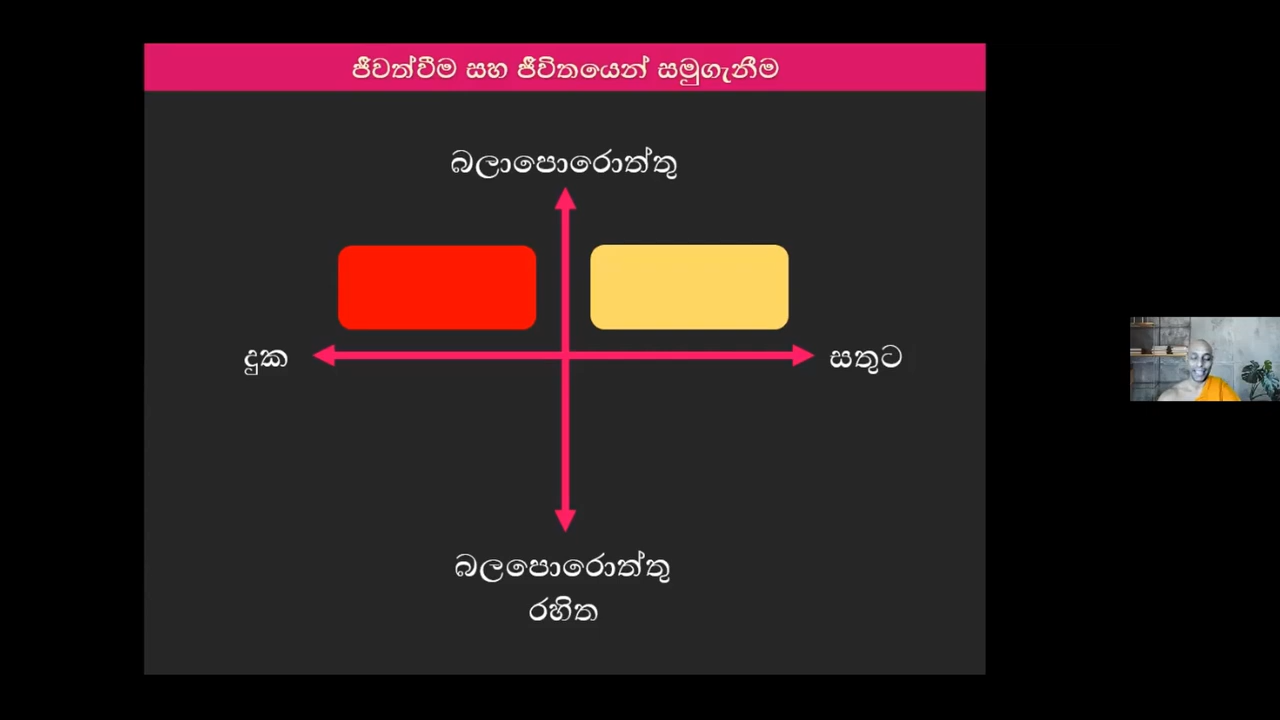 ජීවත්වීම සහ ජීවිතයෙන් සමුගැනීම
බලාපොරොත්තු
දුක
සතුට
බලපොරොත්තු
රහිත